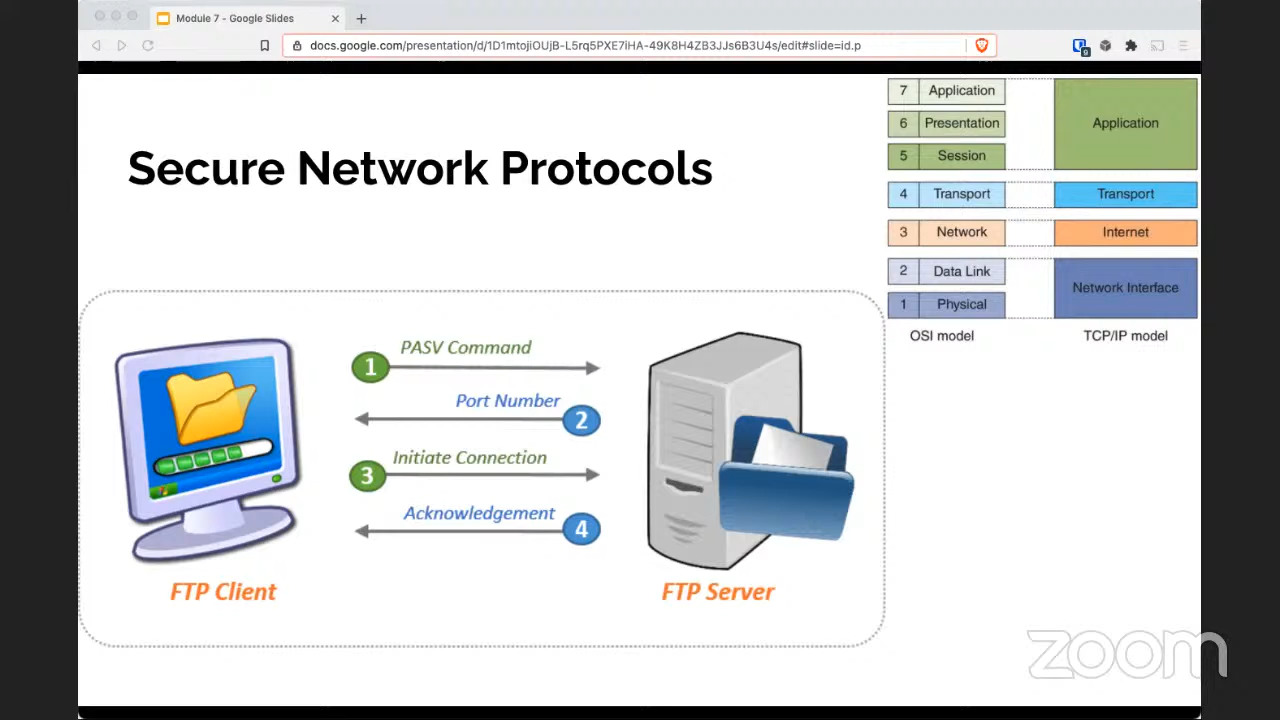 Module 7 - Google Slides
docs.google.com/presentation/d/1D1mtojiOUjB-L5rq5PXE7iHA-49K8H4ZB3JJs6B3U4s/edit#slide=id.p
9
Secure Network Protocols
7 Application
6 Presentation
5 Session
4 Transport
3 Network
2 Data Link
1 Physical
OSI model
Application
Transport
Internet
Network Interface
TCP/IP model
1 PASV Command
Port Number 2
3 Initiate Connection
Acknowledgement 4
FTP Client
FTP Server
zoom